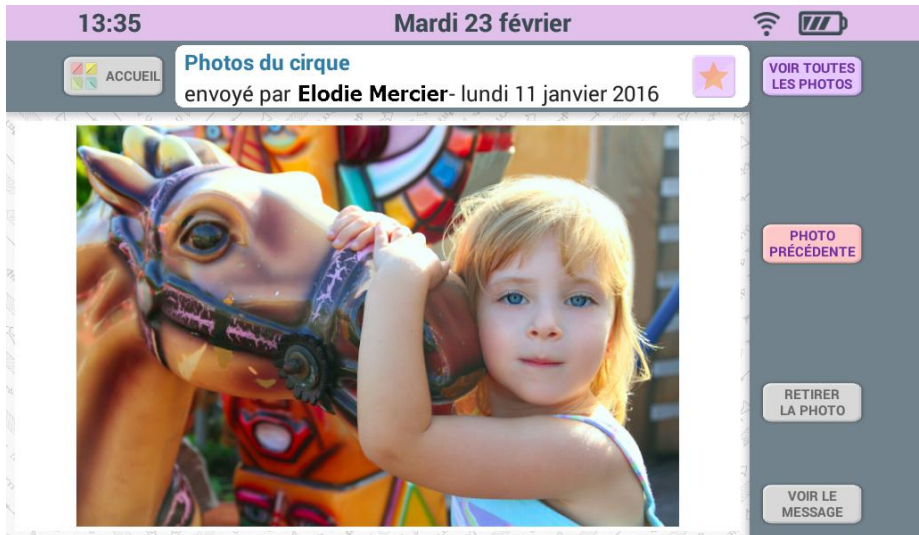 13:35
Mardi 23 février
ACCUEIL
Photos du cirque
envoyé par Elodie Mercier- lundi 11 janvier 2016
VOIR TOUTES
LES PHOTOS
PHOTO
PRÉCÉDENTE
RETIRER
LA PHOTO
VOIR LE
MESSAGE